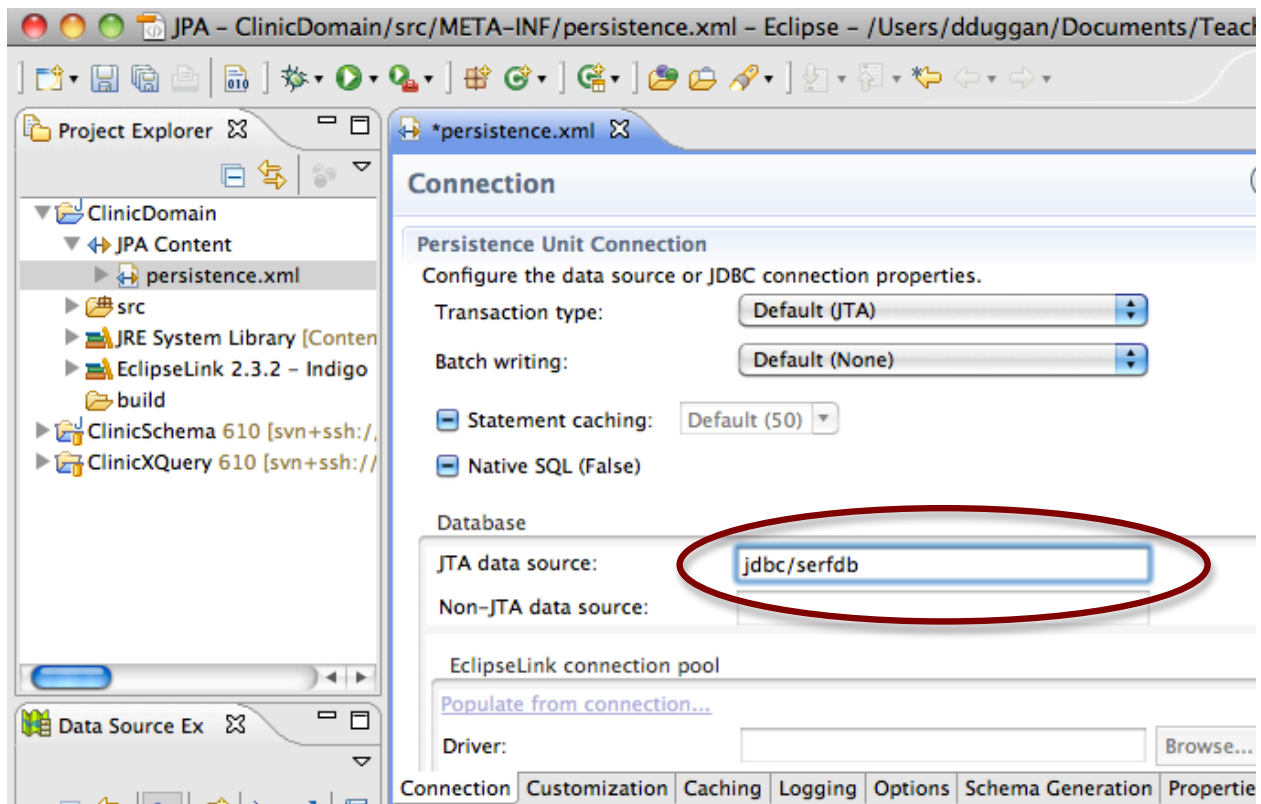 JPA – ClinicDomain/src/META-INF/persistence.xml – Eclipse – /Users/dduggan/Documents/Teach
010
Project Explorer
ClinicDomain
JPA Content
persistence.xml
src
JRE System Library [Conten
EclipseLink 2.3.2 – Indigo
build
ClinicSchema 610 [svn+ssh:/,
ClinicXQuery 610 [svn+ssh://
Data Source Ex
*persistence.xml
Connection
Persistence Unit Connection
Configure the data source or JDBC connection properties.
Transaction type: Default (JTA)
Batch writing: Default (None)
Statement caching: Default (50)
Native SQL (False)
Database
JTA data source: jdbc/serfdb
Non-JTA data source:
EclipseLink connection pool
Populate from connection...
Driver: Browse...
Connection Customization Caching Logging Options Schema Generation Propertie